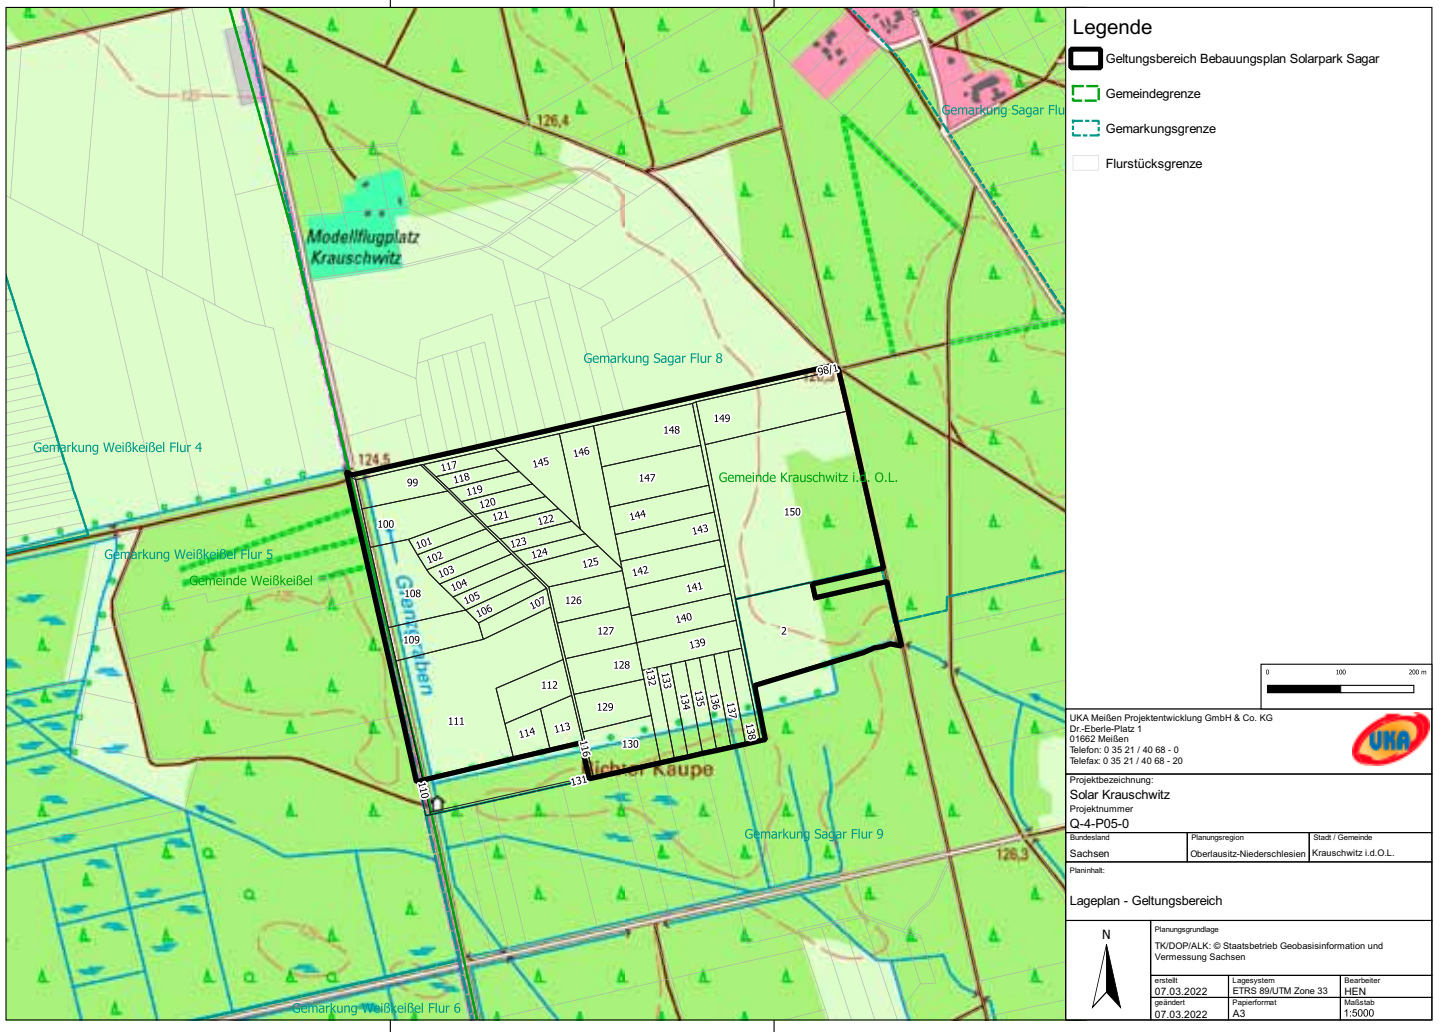 Legende
Geltungsbereich Bebauungsplan Solarpark Sagar
Gemeindegrenze
Gemarkungsgrenze
Flurstücksgrenze
126,4
Gemarkung Sagar Flu
Modellflugplatz
Krauschwitz
Gemarkung Sagar Flur 8
98/1
Gemarkung Weißkeißel Flur 4
124,5
149
148
146
145
117
99
118
147
119
120
121
122
144
143
150
Gemeinde Krauschwitz i.d. O.L.
100
101
102
103
104
105
106
107
123
124
125
142
141
126
127
140
139
2
Gemarkung Weißkeißel Flur 5
Gemeinde Weißkeißel
108
109
Grenzgraben
128
112
129
111
114
113
130
132
133
134
135
136
137
138
116
131
110
Dichter Kaupe
Gemarkung Sagar Flur 9
126,3
Gemarkung Weißkeißel Flur 6
0 100 200 m
UKA Meißen Projektentwicklung GmbH & Co. KG
Dr.-Eberle-Platz 1
01662 Meißen
Telefon: 0 35 21 / 40 68 - 0
Telefax: 0 35 21 / 40 68 - 20
UKA
Projektbezeichnung:
Solar Krauschwitz
Projektnummer
Q-4-P05-0
Bundesland Planungsregion Stadt / Gemeinde
Sachsen Oberlausitz-Niederschlesien Krauschwitz i.d.O.L.
Planinhalt:
Lageplan - Geltungsbereich
N
Planungsgrundlage
TK/DOP/ALK: © Staatsbetrieb Geobasisinformation und
Vermessung Sachsen
erstellt Lagesystem Bearbeiter
07.03.2022 ETRS 89/UTM Zone 33 HEN
geändert Papierformat Maßstab
07.03.2022 A3 1:5000